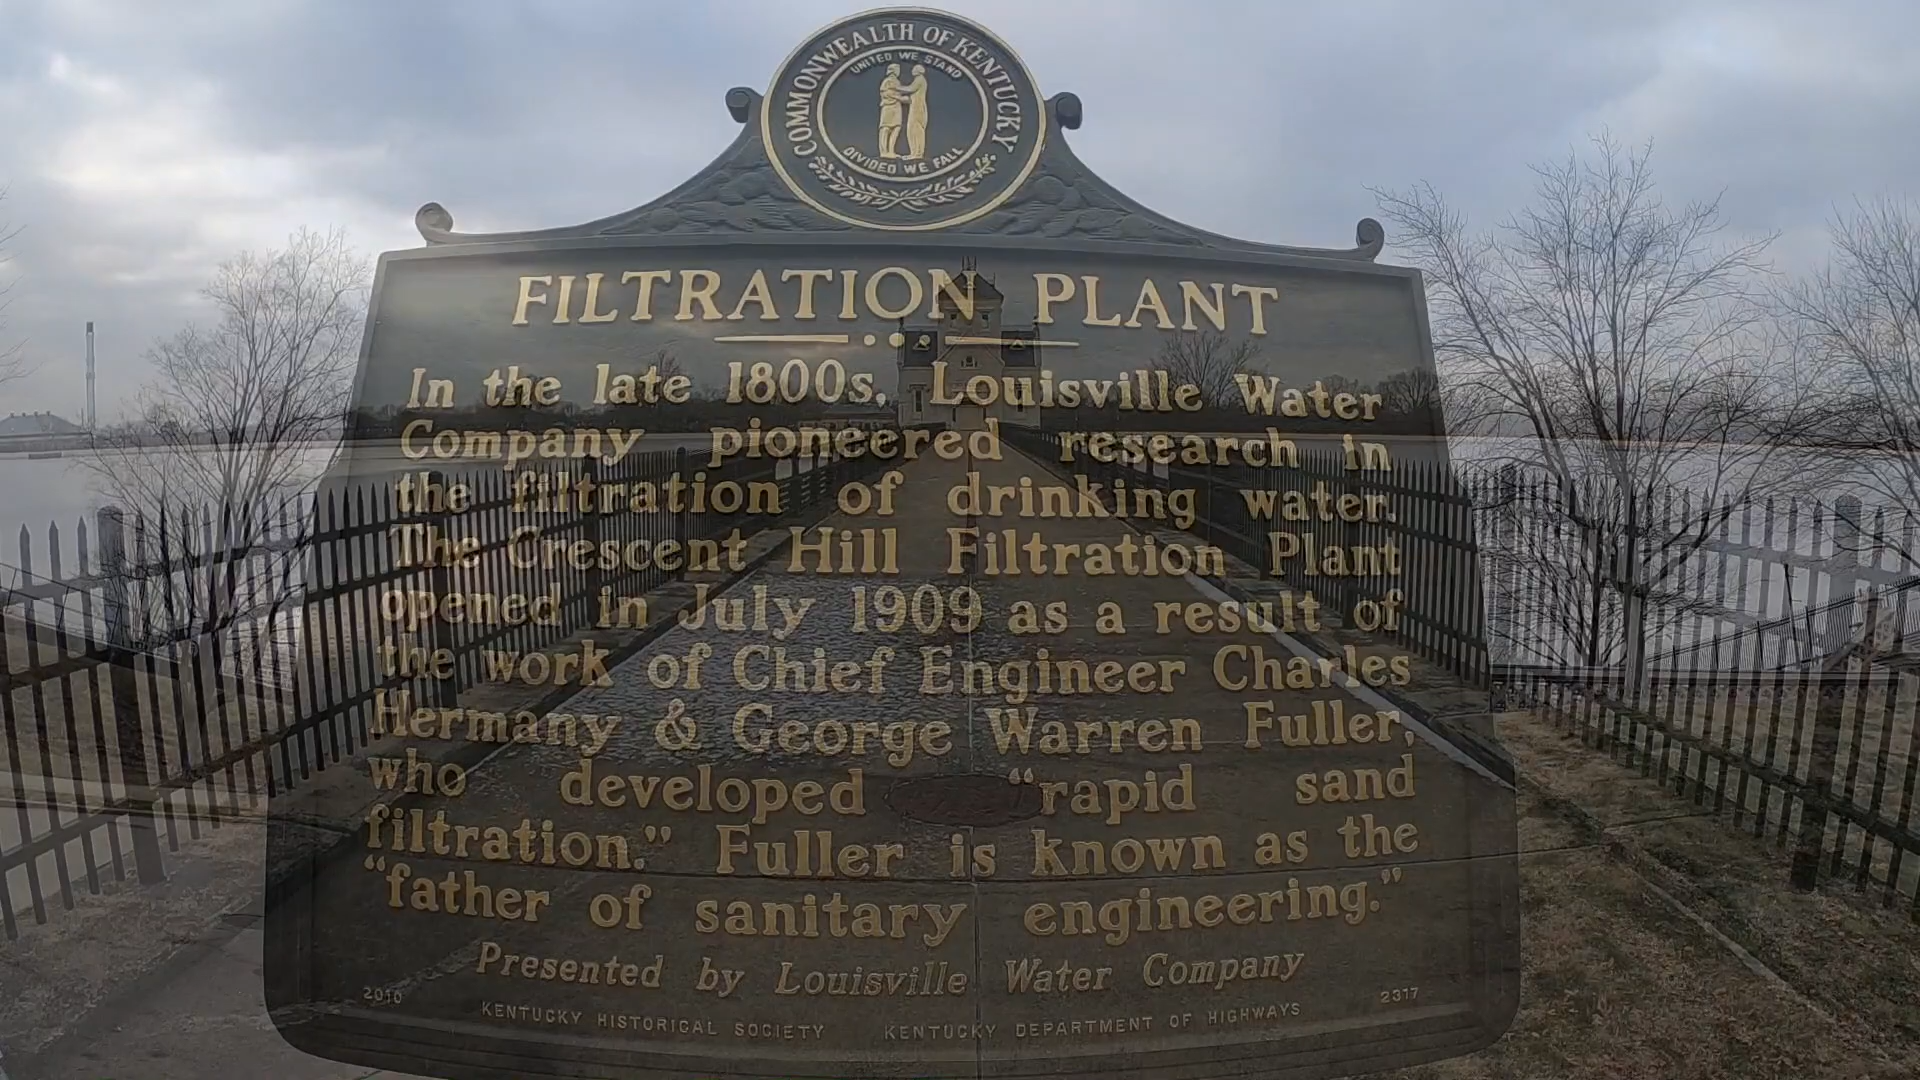 COMMONWEALTH OF KENTUCKY
UNITED WE STAND
DIVIDED WE FALL
FILTRATION PLANT
In the late 1800s, Louisville Water
Company pioneered research in
the filtration of drinking water.
The Crescent Hill Filtration Plant
opened in July 1909 as a result of
the work of Chief Engineer Charles
Hermany & George Warren Fuller,
who developed “rapid sand
filtration.” Fuller is known as the
“father of sanitary engineering.”
Presented by Louisville Water Company
2010 2317
KENTUCKY HISTORICAL SOCIETY KENTUCKY DEPARTMENT OF HIGHWAYS